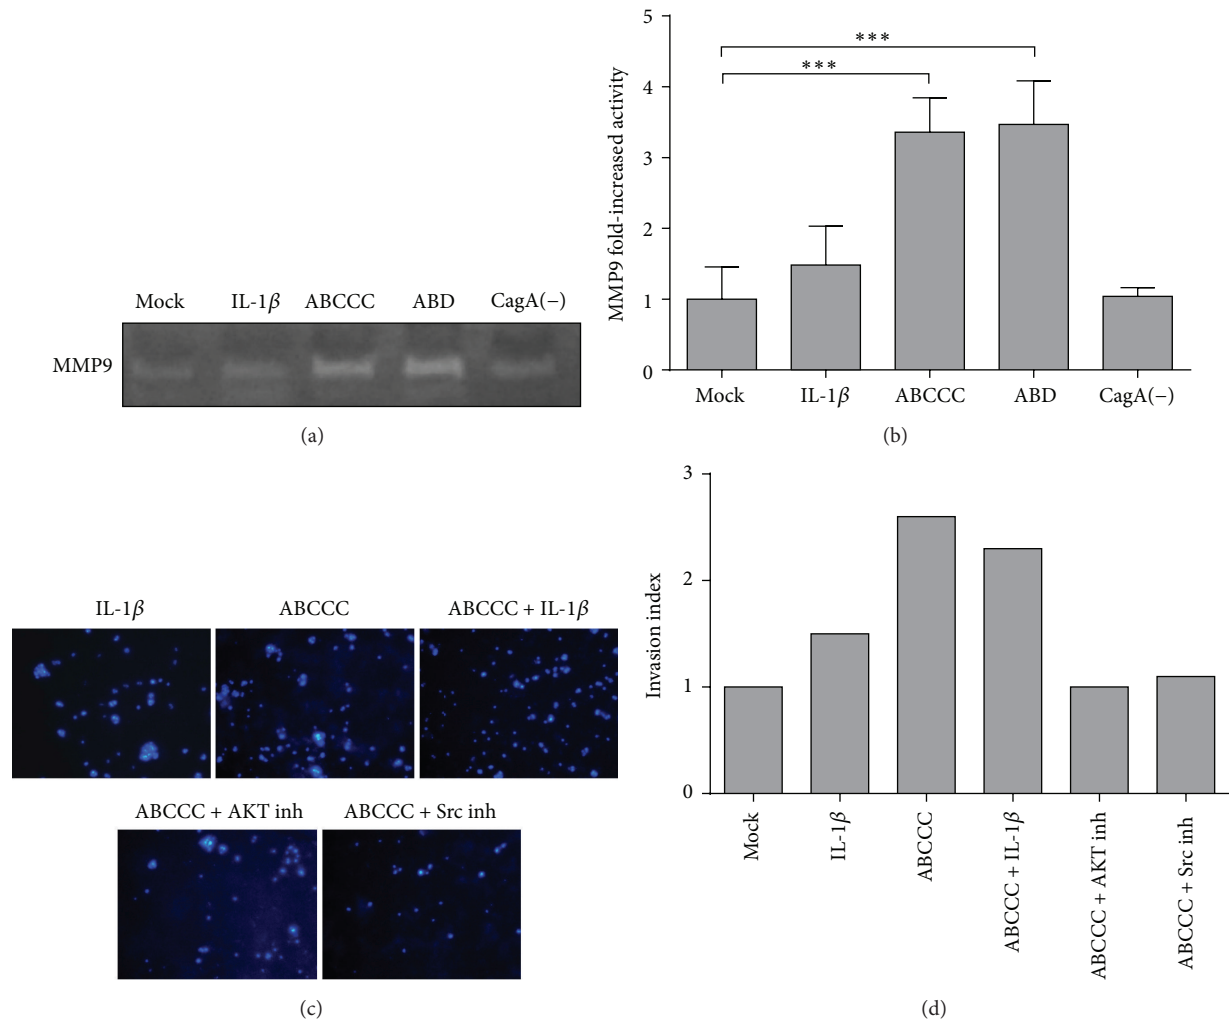 Mock IL-1β ABCCC ABD CagA(−)
MMP9
(a)
MMP9 fold-increased activity
5
4
3
2
1
0
***
***
Mock IL-1β ABCCC ABD CagA(−)
(b)
IL-1β ABCCC ABCCC + IL-1β
ABCCC + AKT inh ABCCC + Src inh
(c)
Invasion index
3
2
1
0
Mock
IL-1β
ABCCC
ABCCC + IL-1β
ABCCC + AKT inh
ABCCC + Src inh
(d)